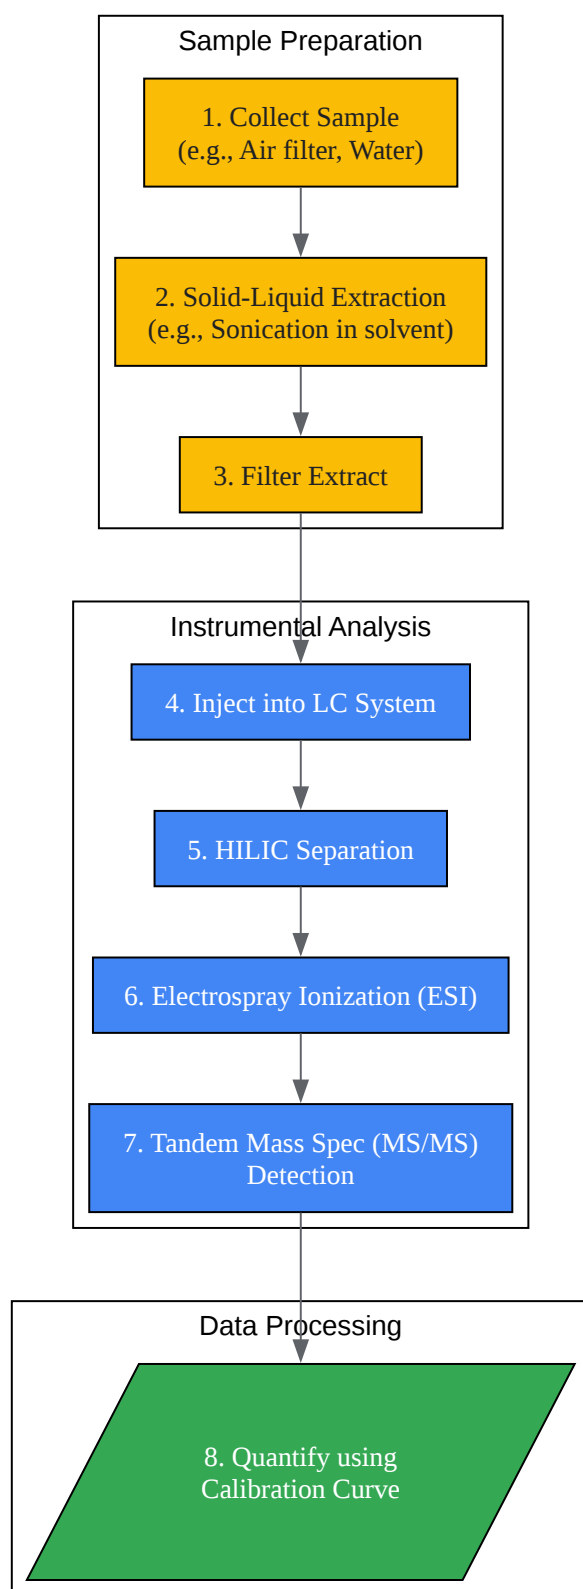 Sample Preparation
1. Collect Sample
(e.g., Air filter, Water)
2. Solid-Liquid Extraction
(e.g., Sonication in solvent)
3. Filter Extract
Instrumental Analysis
4. Inject into LC System
5. HILIC Separation
6. Electrospray Ionization (ESI)
7. Tandem Mass Spec (MS/MS)
Detection
Data Processing
8. Quantify using
Calibration Curve